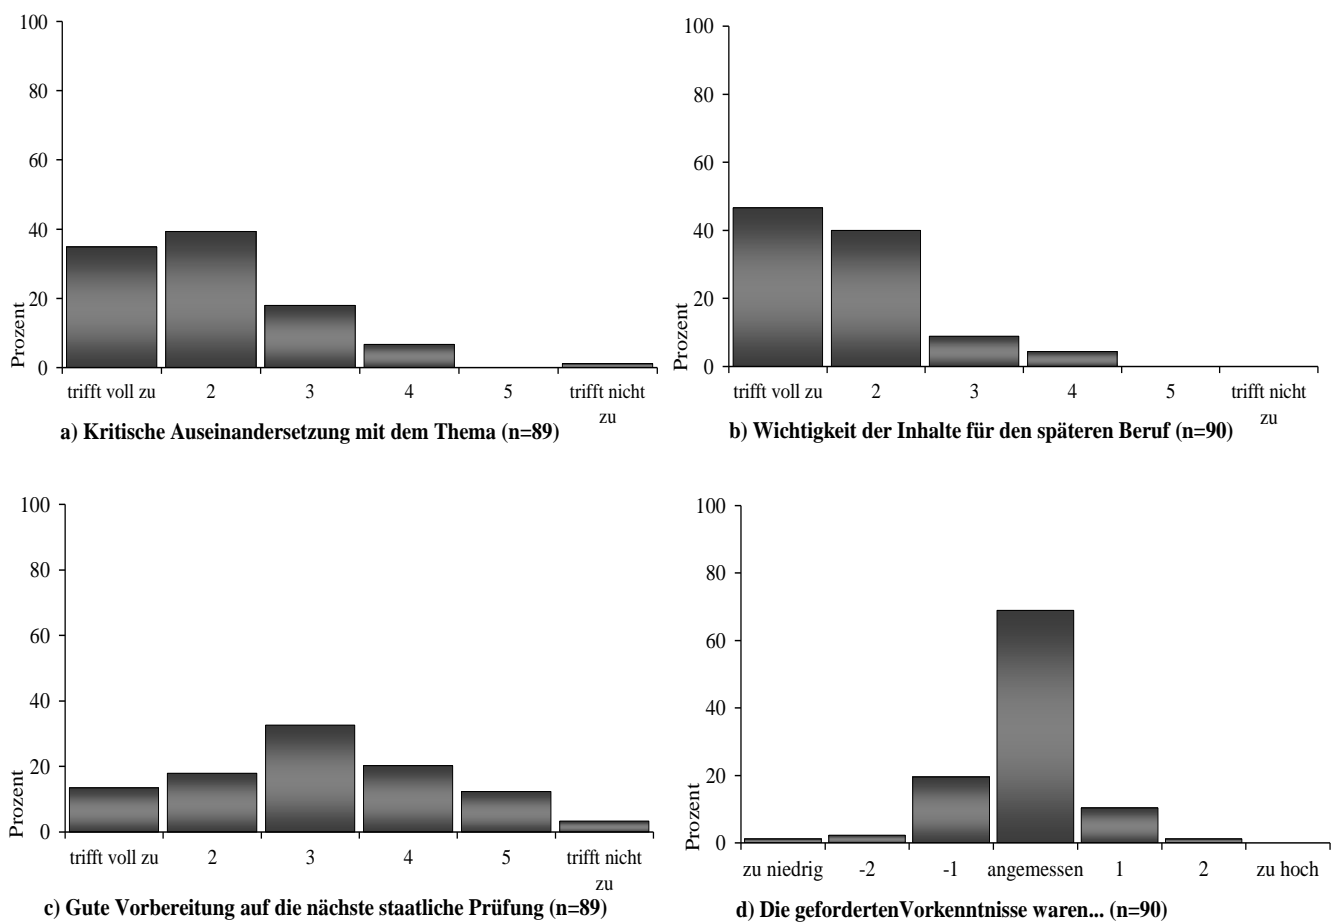 100
80
60
40
20
0
Prozent
trifft voll zu 2 3 4 5 trifft nicht
zu
a) Kritische Auseinandersetzung mit dem Thema (n=89)
100
80
60
40
20
0
Prozent
trifft voll zu 2 3 4 5 trifft nicht
zu
b) Wichtigkeit der Inhalte für den späteren Beruf (n=90)
100
80
60
40
20
0
Prozent
trifft voll zu 2 3 4 5 trifft nicht
zu
c) Gute Vorbereitung auf die nächste staatliche Prüfung (n=89)
100
80
60
40
20
0
Prozent
zu niedrig -2 -1 angemessen 1 2 zu hoch
d) Die gefordertenVorkenntnisse waren... (n=90)